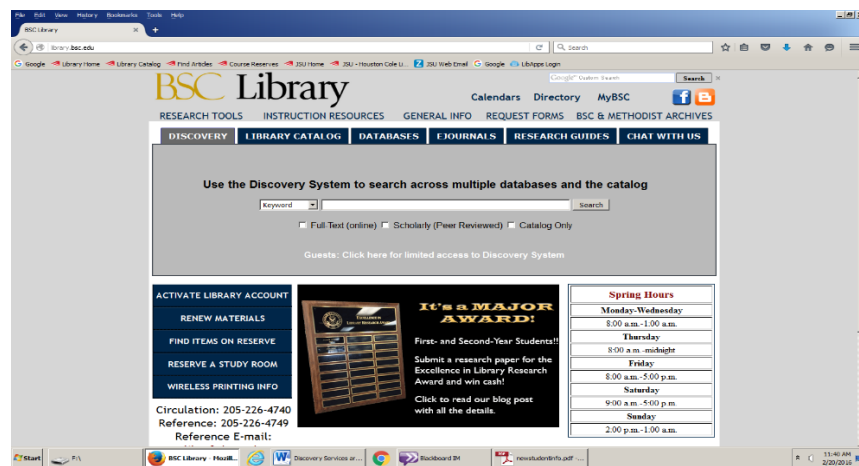 File Edit View History Bookmarks Tools Help
BSC Library × +
library.bsc.edu Search
Google Library Home Library Catalog Find Articles Course Reserves JSU Home JSU - Houston Cole Li... JSU Web Email Google LibApps Login
Google Custom Search Search ×
BSC Library
Calendars Directory MyBSC
RESEARCH TOOLS INSTRUCTION RESOURCES GENERAL INFO REQUEST FORMS BSC & METHODIST ARCHIVES
DISCOVERY LIBRARY CATALOG DATABASES EJOURNALS RESEARCH GUIDES CHAT WITH US
Use the Discovery System to search across multiple databases and the catalog
Keyword Search
Full-Text (online) Scholarly (Peer Reviewed) Catalog Only
Guests: Click here for limited access to Discovery System
ACTIVATE LIBRARY ACCOUNT
RENEW MATERIALS
FIND ITEMS ON RESERVE
RESERVE A STUDY ROOM
WIRELESS PRINTING INFO
Circulation: 205-226-4740
Reference: 205-226-4749
Reference E-mail:
It's a MAJOR
AWARD!
First- and Second-Year Students!!
Submit a research paper for the
Excellence in Library Research
Award and win cash!
Click to read our blog post
with all the details.
Spring Hours
Monday-Wednesday
8:00 a.m.-1:00 a.m.
Thursday
8:00 a.m.-midnight
Friday
8:00 a.m.-5:00 p.m.
Saturday
9:00 a.m.-5:00 p.m.
Sunday
2:00 p.m.-1:00 a.m.
Start F:\ BSC Library - Mozill... Discovery Services ar... Blackboard IM newstudentinfo.pdf -... 11:40 AM
2/20/2016